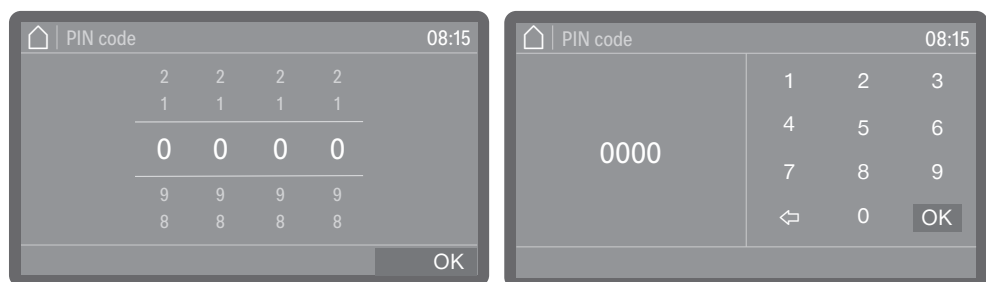 PIN code 08:15
2 2 2 2
1 1 1 1
0 0 0 0
9 9 9 9
8 8 8 8
OK
PIN code 08:15
1 2 3
4 5 6
0000
7 8 9
0 OK